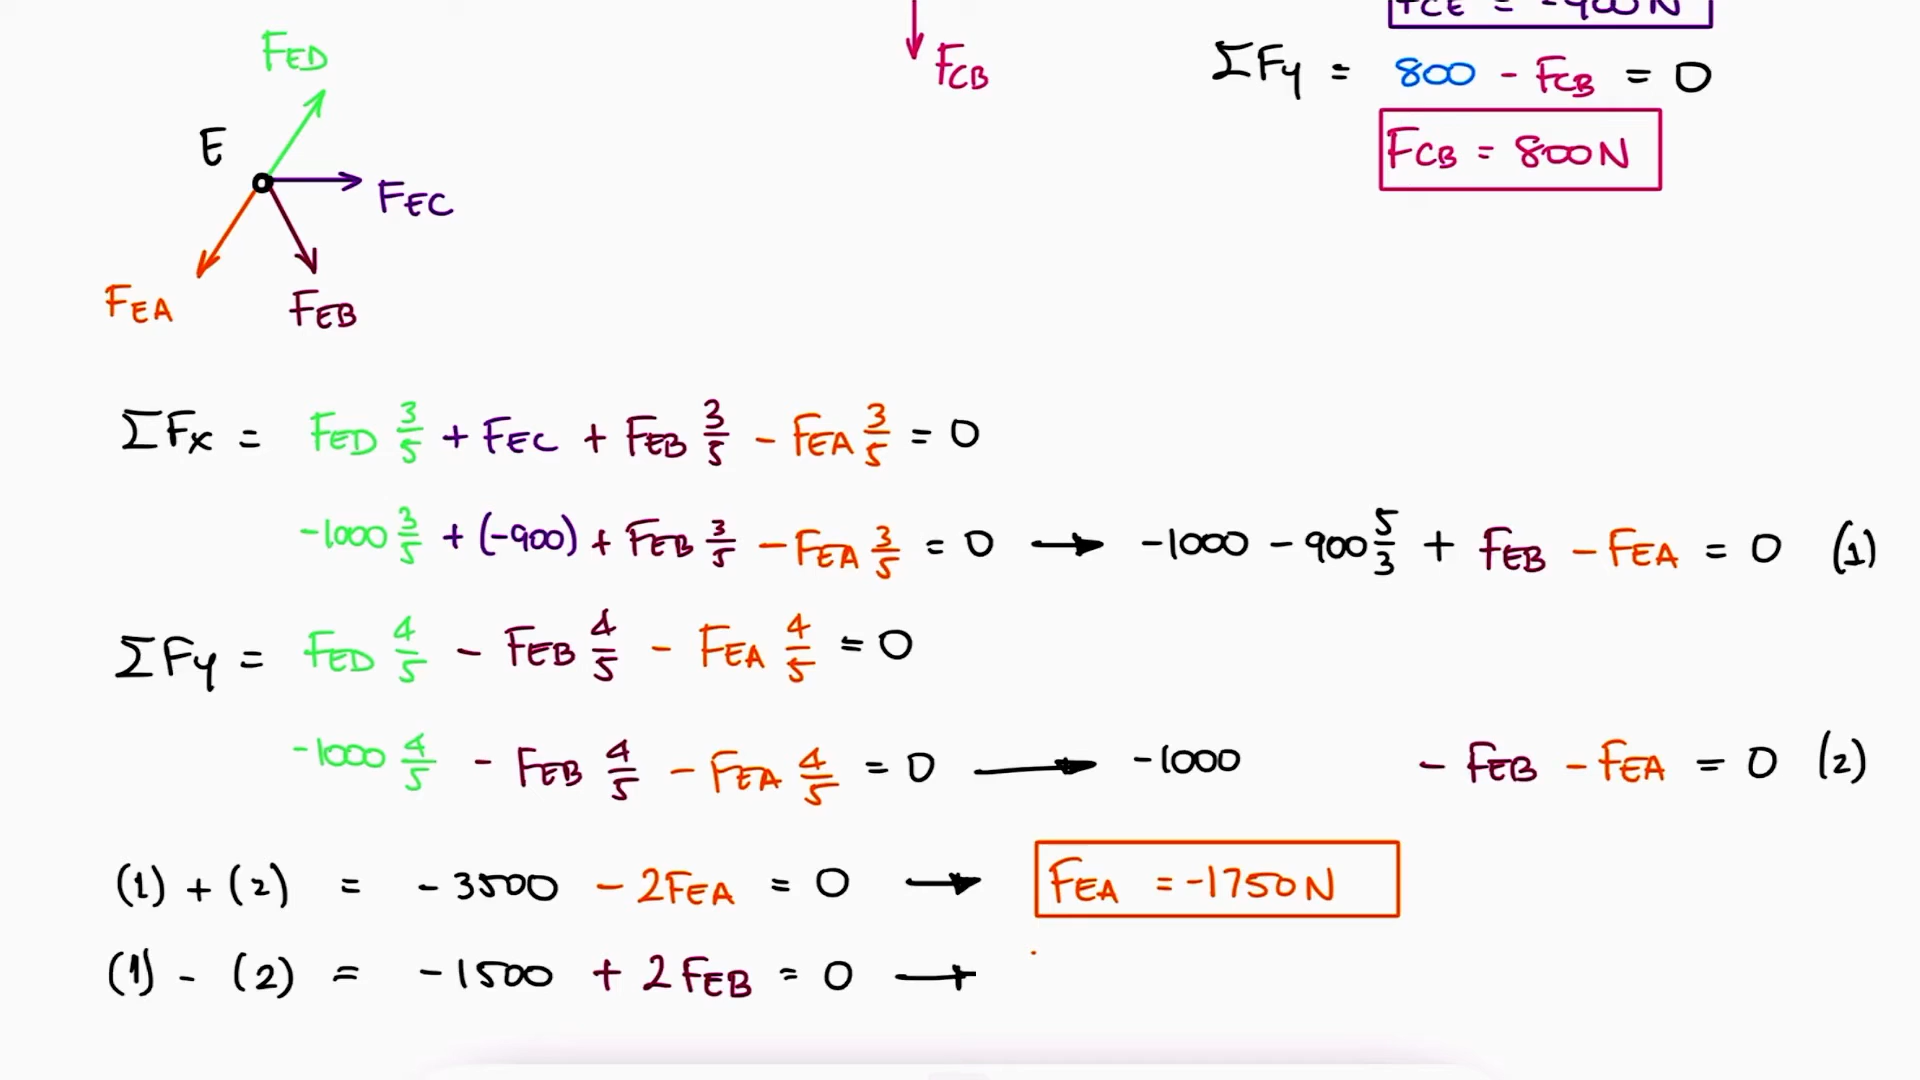 FCE = -900N
FED
FCB
ΣFy = 800 - FCB = 0
E
FCB = 800N
FEC
FEA
FEB
ΣFx = FED 3/5 + FEC + FEB 3/5 - FEA 3/5 = 0
-1000 3/5 + (-900) + FEB 3/5 - FEA 3/5 = 0 → -1000 - 900 5/3 + FEB - FEA = 0 (1)
ΣFy = FED 4/5 - FEB 4/5 - FEA 4/5 = 0
-1000 4/5 - FEB 4/5 - FEA 4/5 = 0 → -1000 - FEB - FEA = 0 (2)
(1) + (2) = -3500 - 2FEA = 0 → FEA = -1750N
(1) - (2) = -1500 + 2FEB = 0 →